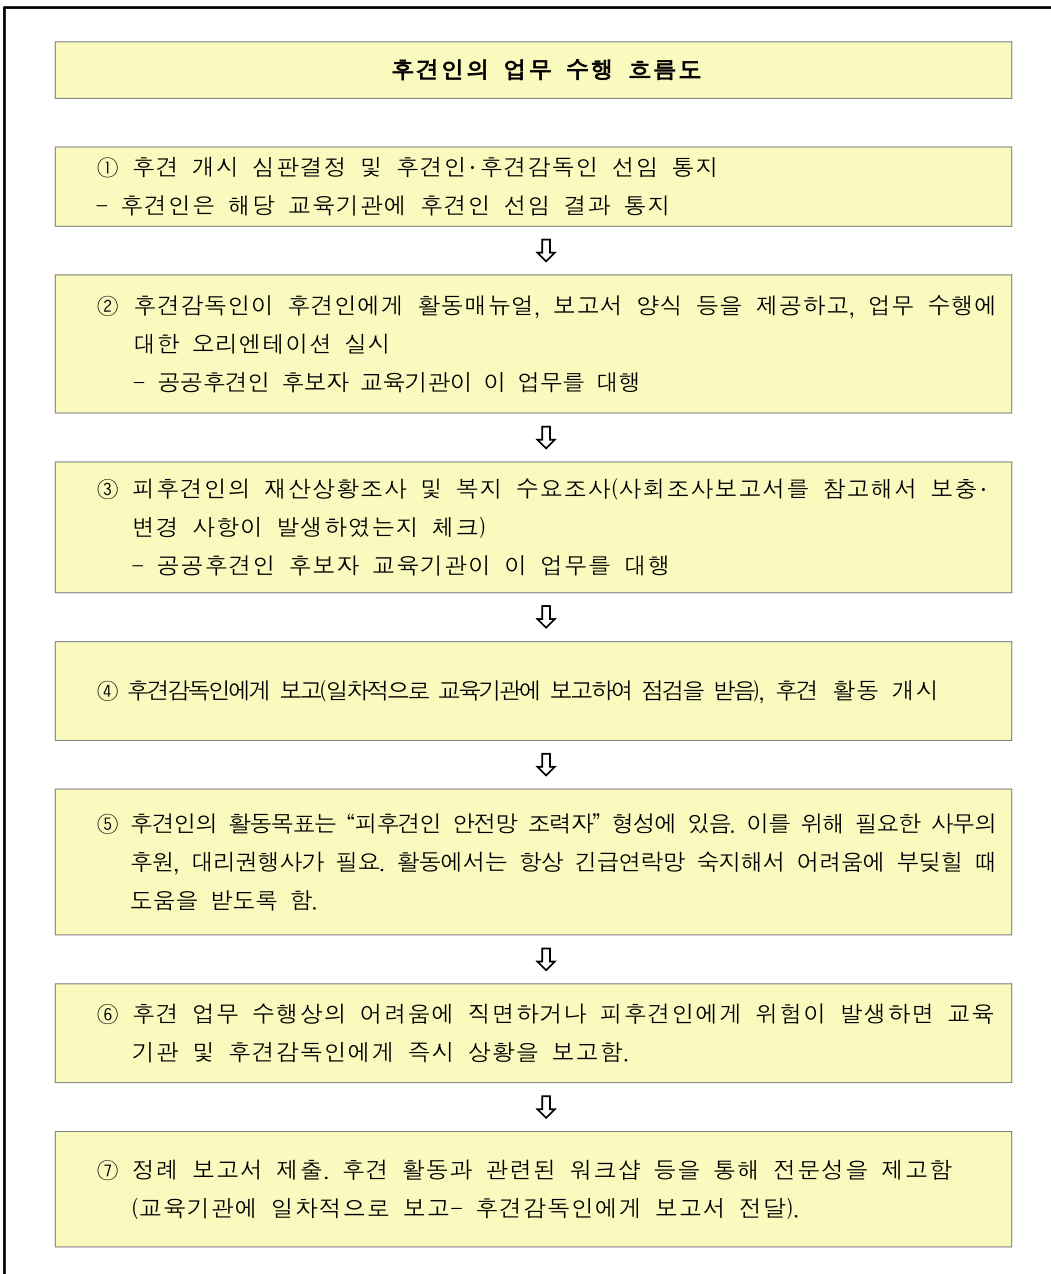 후견인의 업무 수행 흐름도
① 후견 개시 심판결정 및 후견인·후견감독인 선임 통지
- 후견인은 해당 교육기관에 후견인 선임 결과 통지
⇩
② 후견감독인이 후견인에게 활동매뉴얼, 보고서 양식 등을 제공하고, 업무 수행에
대한 오리엔테이션 실시
- 공공후견인 후보자 교육기관이 이 업무를 대행
⇩
③ 피후견인의 재산상황조사 및 복지 수요조사(사회조사보고서를 참고해서 보충·
변경 사항이 발생하였는지 체크)
- 공공후견인 후보자 교육기관이 이 업무를 대행
⇩
④ 후견감독인에게 보고(일차적으로 교육기관에 보고하여 점검을 받음), 후견 활동 개시
⇩
⑤ 후견인의 활동목표는 “피후견인 안전망 조력자” 형성에 있음. 이를 위해 필요한 사무의
후원, 대리권행사가 필요. 활동에서는 항상 긴급연락망 숙지해서 어려움에 부딪힐 때
도움을 받도록 함.
⇩
⑥ 후견 업무 수행상의 어려움에 직면하거나 피후견인에게 위험이 발생하면 교육
기관 및 후견감독인에게 즉시 상황을 보고함.
⇩
⑦ 정례 보고서 제출. 후견 활동과 관련된 워크샵 등을 통해 전문성을 제고함
(교육기관에 일차적으로 보고- 후견감독인에게 보고서 전달).